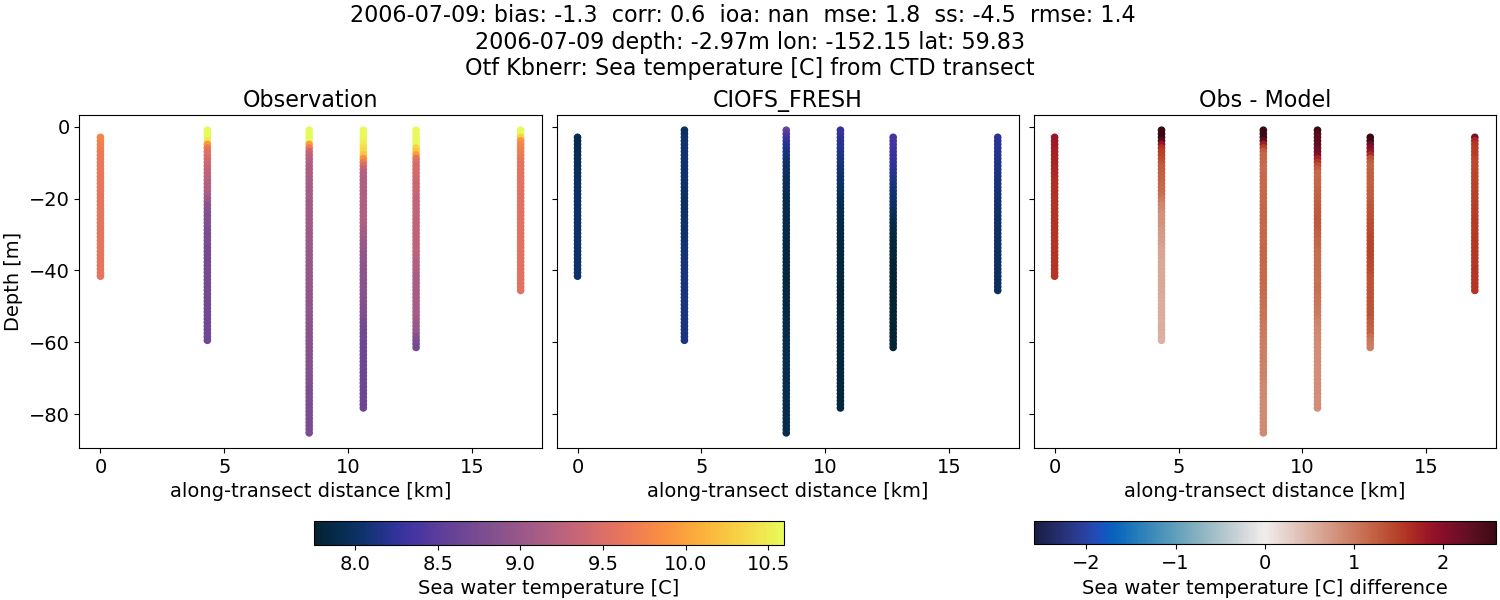 2006-07-09: bias: -1.3  corr: 0.6  ioa: nan  mse: 1.8  ss: -4.5  rmse: 1.4
2006-07-09 depth: -2.97m lon: -152.15 lat: 59.83
Otf Kbnerr: Sea temperature [C] from CTD transect
Observation
CIOFS_FRESH
Obs - Model
Depth [m]
0
−20
−40
−60
−80
0 5 10 15
0 5 10 15
0 5 10 15
along-transect distance [km]
along-transect distance [km]
along-transect distance [km]
8.0 8.5 9.0 9.5 10.0 10.5
Sea water temperature [C]
−2 −1 0 1 2
Sea water temperature [C] difference